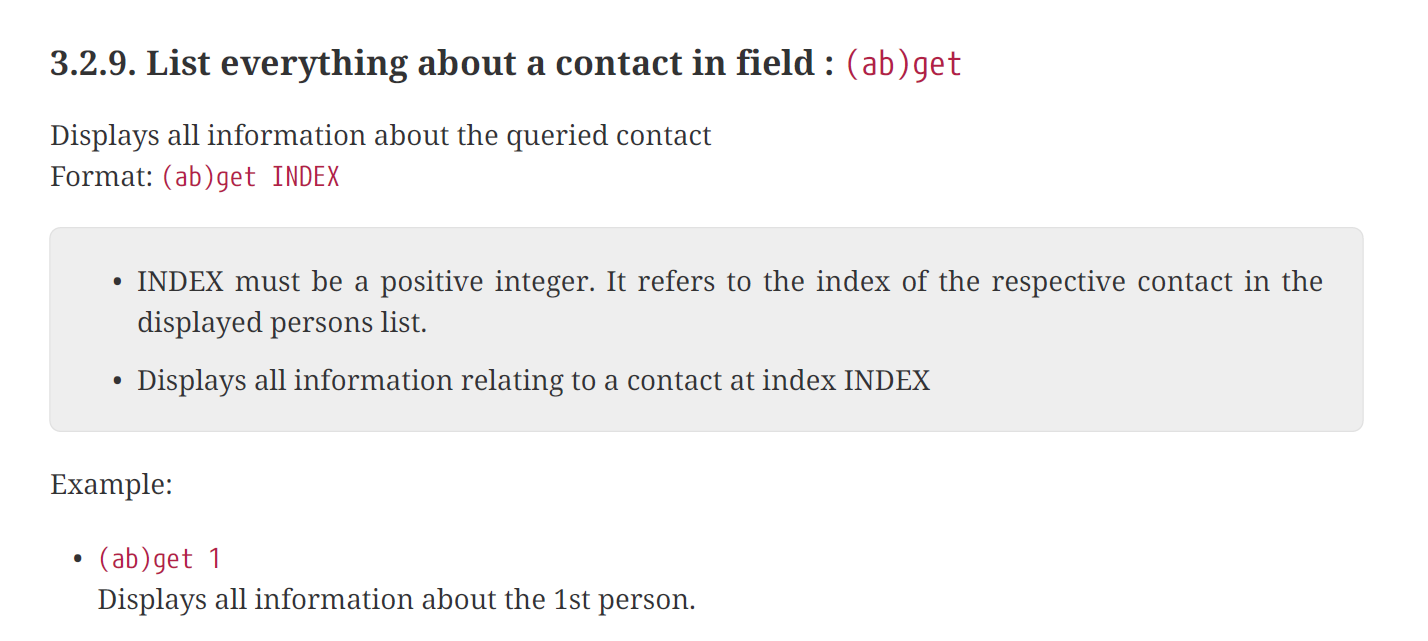 3.2.9. List everything about a contact in field : (ab)get
Displays all information about the queried contact
Format: (ab)get INDEX
• INDEX must be a positive integer. It refers to the index of the respective contact in the
displayed persons list.
• Displays all information relating to a contact at index INDEX
Example:
• (ab)get 1
Displays all information about the 1st person.